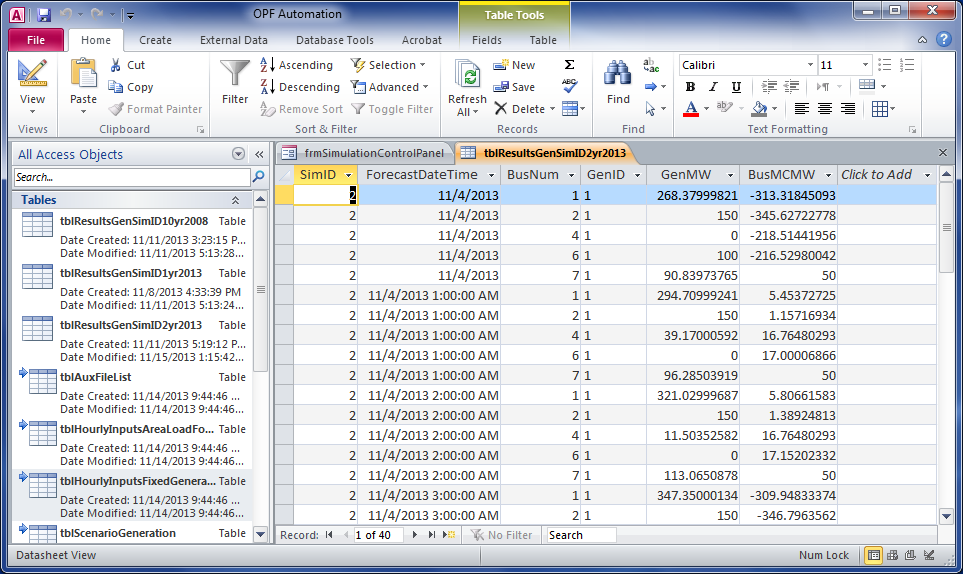 OPF Automation
Table Tools
File Home Create External Data Database Tools Acrobat Fields Table
View
Views
Paste
Cut
Copy
Format Painter
Clipboard
Filter
Ascending
Descending
Remove Sort
Selection
Advanced
Toggle Filter
Sort & Filter
Refresh
All
New
Save
Delete
Records
Find
Find
Calibri 11
B I U
Text Formatting
All Access Objects
Search...
Tables
tblResultsGenSimID10yr2008 Table
Date Created: 11/11/2013 3:23:15 P...
Date Modified: 11/11/2013 5:13:28...
tblResultsGenSimID1yr2013 Table
Date Created: 11/8/2013 4:33:39 PM
Date Modified: 11/11/2013 5:13:24...
tblResultsGenSimID2yr2013 Table
Date Created: 11/11/2013 5:19:12 P...
Date Modified: 11/15/2013 1:15:42...
tblAuxFileList Table
Date Created: 11/14/2013 9:44:46 ...
Date Modified: 11/14/2013 9:44:46...
tblHourlyInputsAreaLoadFo... Table
Date Created: 11/14/2013 9:44:46 ...
Date Modified: 11/14/2013 9:44:46...
tblHourlyInputsFixedGenera... Table
Date Created: 11/14/2013 9:44:46 ...
Date Modified: 11/14/2013 9:44:46...
tblScenarioGeneration Table
frmSimulationControlPanel tblResultsGenSimID2yr2013
SimID ForecastDateTime BusNum GenID GenMW BusMCMW Click to Add
2 11/4/2013 1 1 268.37999821 -313.31845093
2 11/4/2013 2 1 150 -345.62722778
2 11/4/2013 4 1 0 -218.51441956
2 11/4/2013 6 1 100 -216.52980042
2 11/4/2013 7 1 90.83973765 50
2 11/4/2013 1:00:00 AM 1 1 294.70999241 5.45372725
2 11/4/2013 1:00:00 AM 2 1 150 1.15716934
2 11/4/2013 1:00:00 AM 4 1 39.17000592 16.76480293
2 11/4/2013 1:00:00 AM 6 1 0 17.00006866
2 11/4/2013 1:00:00 AM 7 1 96.28503919 50
2 11/4/2013 2:00:00 AM 1 1 321.02999687 5.80661583
2 11/4/2013 2:00:00 AM 2 1 150 1.38924813
2 11/4/2013 2:00:00 AM 4 1 11.50352582 16.76480293
2 11/4/2013 2:00:00 AM 6 1 0 17.15202332
2 11/4/2013 2:00:00 AM 7 1 113.0650878 50
2 11/4/2013 3:00:00 AM 1 1 347.35000134 -309.94833374
2 11/4/2013 3:00:00 AM 2 1 150 -346.7963562
Record: 1 of 40 No Filter Search
Datasheet View Num Lock